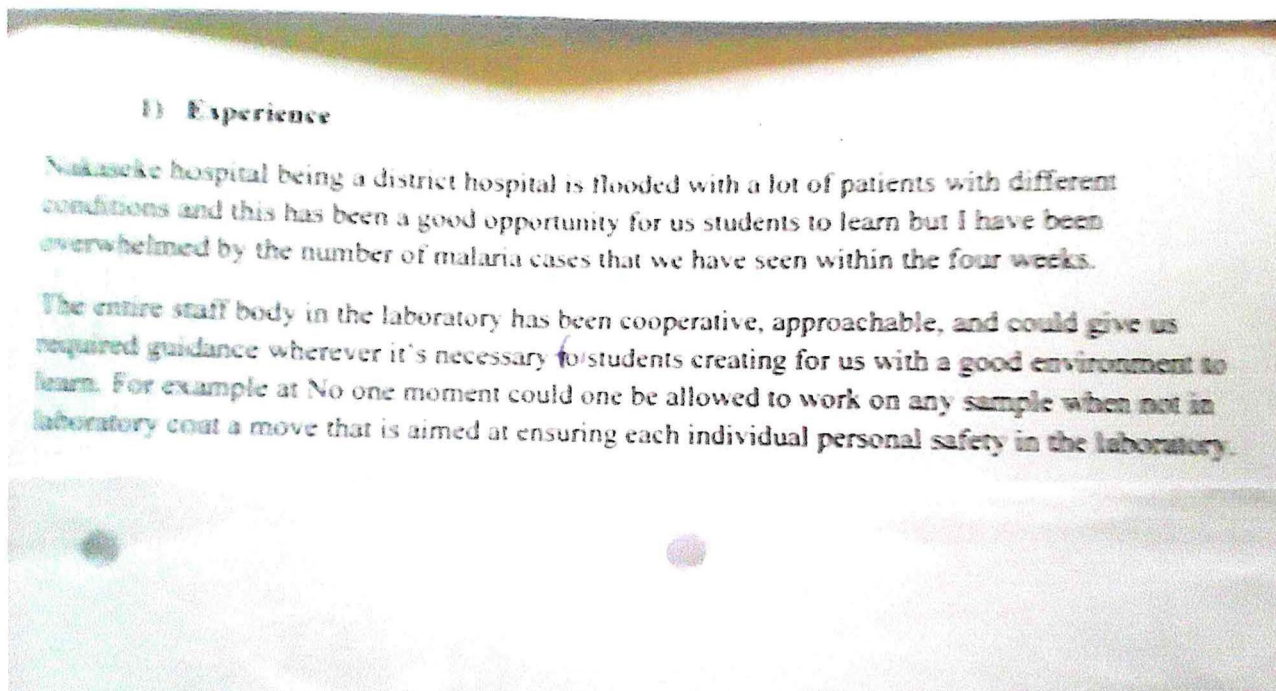 1) Experience
Nakaseke hospital being a district hospital is flooded with a lot of patients with different
conditions and this has been a good opportunity for us students to learn but I have been
overwhelmed by the number of malaria cases that we have seen within the four weeks.
The entire staff body in the laboratory has been cooperative, approachable, and could give us
required guidance wherever it's necessary to students creating for us with a good environment to
learn. For example at No one moment could one be allowed to work on any sample when not in
laboratory coat a move that is aimed at ensuring each individual personal safety in the laboratory.